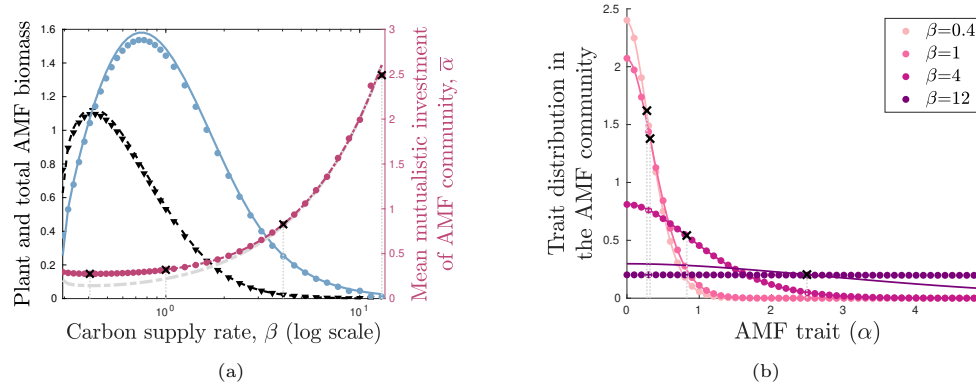 1.6
1.4
1.2
1
0.8
0.6
0.4
0.2
0
Plant and total AMF biomass
10⁰
10¹
Carbon supply rate, β (log scale)
3
2.5
2
1.5
1
0.5
0
Mean mutualistic investment
of AMF community, α̅
(a)
2.5
2
1.5
1
0.5
0
Trait distribution in
the AMF community
0
1
2
3
4
AMF trait (α)
β=0.4
β=1
β=4
β=12
(b)